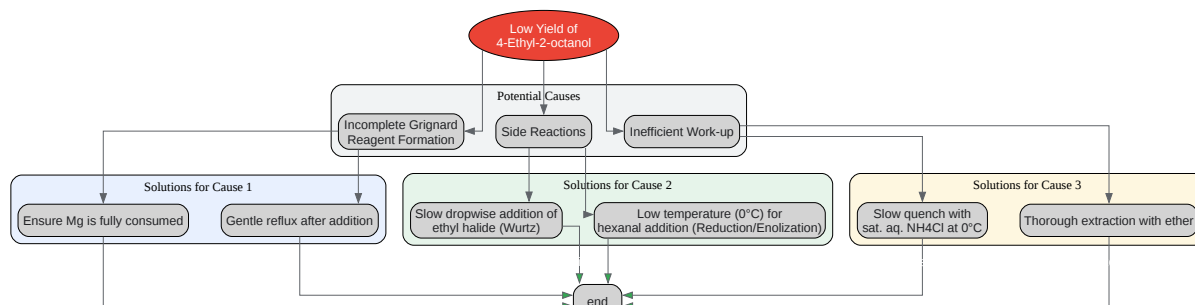 Low Yield of
4-Ethyl-2-octanol
Potential Causes
Incomplete Grignard
Reagent Formation
Side Reactions
Inefficient Work-up
Solutions for Cause 1
Ensure Mg is fully consumed
Gentle reflux after addition
Solutions for Cause 2
Slow dropwise addition of
ethyl halide (Wurtz)
Low temperature (0°C) for
hexanal addition (Reduction/Enolization)
Solutions for Cause 3
Slow quench with
sat. aq. NH4Cl at 0°C
Thorough extraction with ether
end